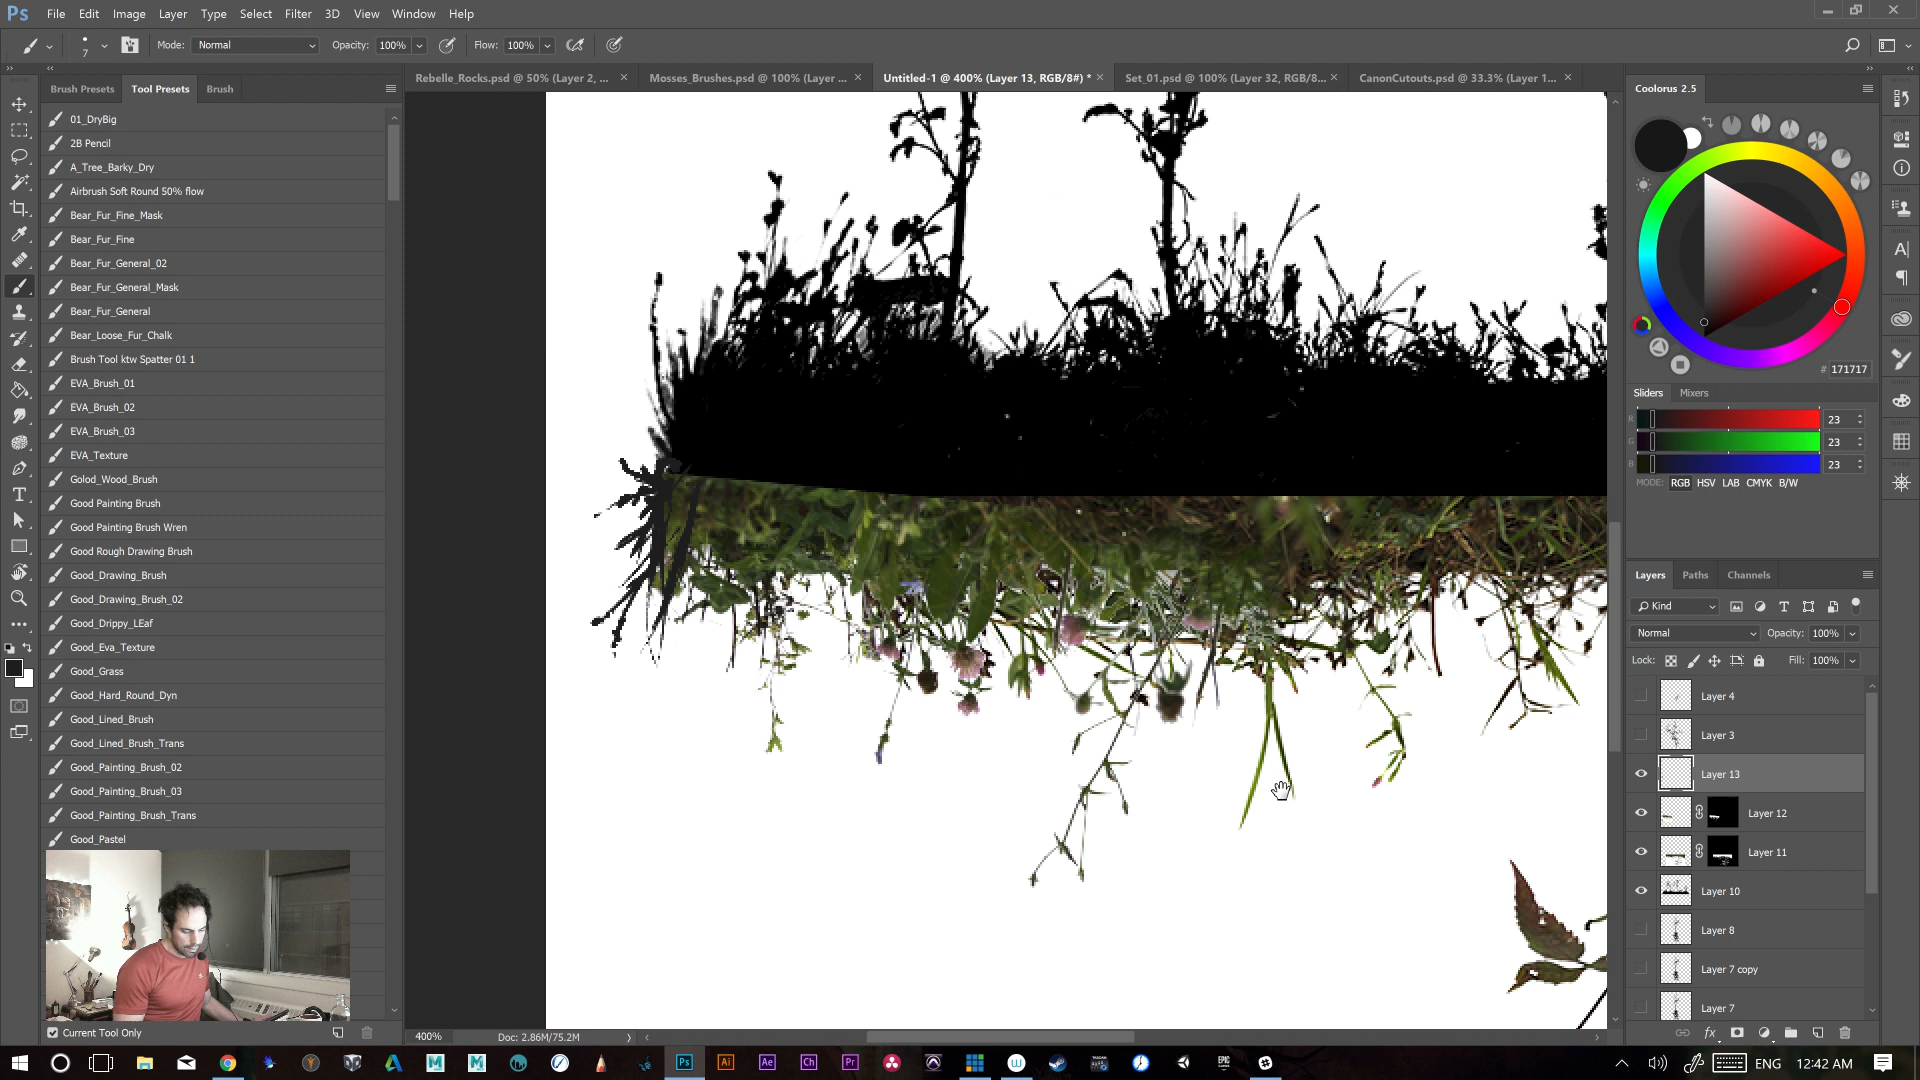 Ps File Edit Image Layer Type Select Filter 3D View Window Help
7 Mode: Normal Opacity: 100% Flow: 100%
Brush Presets Tool Presets Brush
Rebelle_Rocks.psd @ 50% (Layer 2, ... × Mosses_Brushes.psd @ 100% (Layer ... × Untitled-1 @ 400% (Layer 13, RGB/8#) * × Set_01.psd @ 100% (Layer 32, RGB/8... × CanonCutouts.psd @ 33.3% (Layer 1... ×
01_DryBig
2B Pencil
A_Tree_Barky_Dry
Airbrush Soft Round 50% flow
Bear_Fur_Fine_Mask
Bear_Fur_Fine
Bear_Fur_General_02
Bear_Fur_General_Mask
Bear_Fur_General
Bear_Loose_Fur_Chalk
Brush Tool ktw Spatter 01 1
EVA_Brush_01
EVA_Brush_02
EVA_Brush_03
EVA_Texture
Golod_Wood_Brush
Good Painting Brush
Good Painting Brush Wren
Good Rough Drawing Brush
Good_Drawing_Brush
Good_Drawing_Brush_02
Good_Drippy_LEaf
Good_Eva_Texture
Good_Grass
Good_Hard_Round_Dyn
Good_Lined_Brush
Good_Lined_Brush_Trans
Good_Painting_Brush_02
Good_Painting_Brush_03
Good_Painting_Brush_Trans
Good_Pastel
Current Tool Only
400% Doc: 2.86M/75.2M
Coolorus 2.5
# 171717
Sliders Mixers
R 23
G 23
B 23
MODE: RGB HSV LAB CMYK B/W
Layers Paths Channels
Kind
Normal Opacity: 100%
Lock: Fill: 100%
Layer 4
Layer 3
Layer 13
Layer 12
Layer 11
Layer 10
Layer 8
Layer 7 copy
Layer 7
fx
Ps Ai Ae Ch Pr ENG 12:42 AM